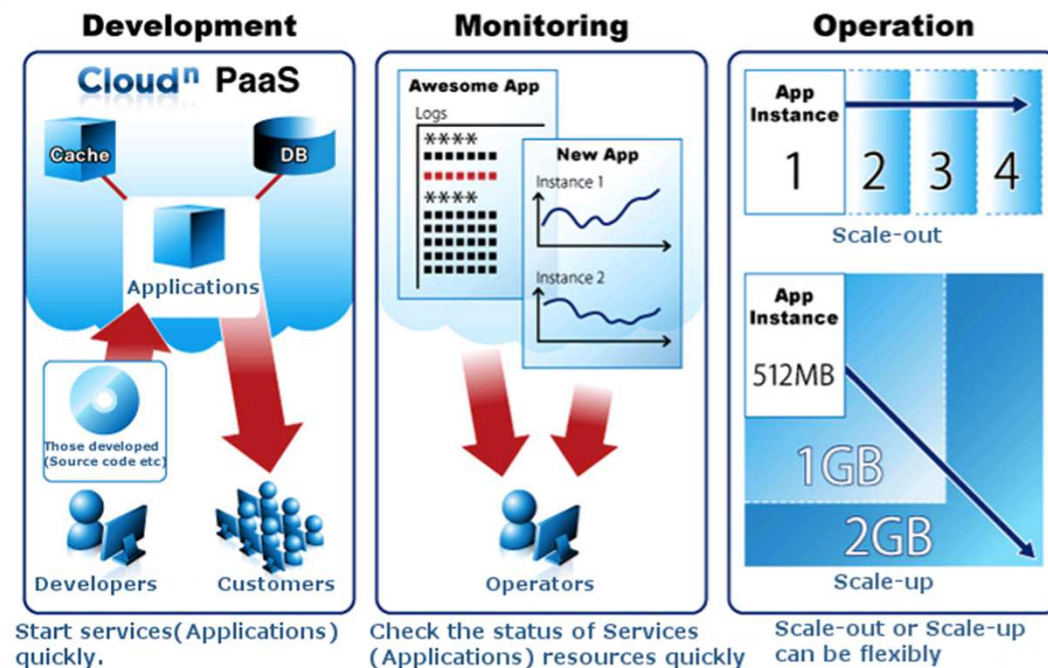 Development
Cloudⁿ PaaS
Cache
DB
Applications
Those developed
(Source code etc)
Developers
Customers
Start services(Applications)
quickly.
Monitoring
Awesome App
Logs
****
****
New App
Instance 1
Instance 2
Operators
Check the status of Services
(Applications) resources quickly
Operation
App
Instance
1
2
3
4
Scale-out
App
Instance
512MB
1GB
2GB
Scale-up
Scale-out or Scale-up
can be flexibly